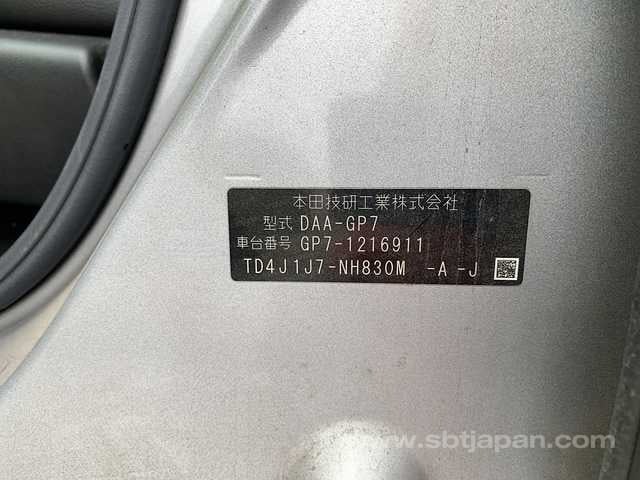 本田技研工業株式会社
型式 DAA-GP7
車台番号 GP7-1216911
TD4J1J7-NH830M -A -J
www.sbtjapan.com